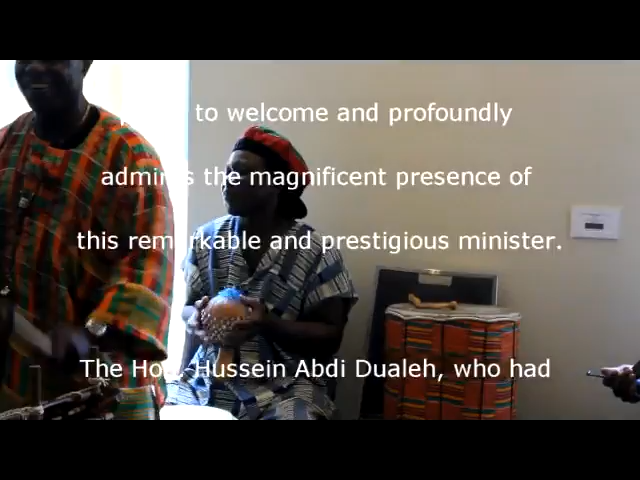 to welcome and profoundly
admires the magnificent presence of
this remarkable and prestigious minister.
The Hon. Hussein Abdi Dualeh, who had